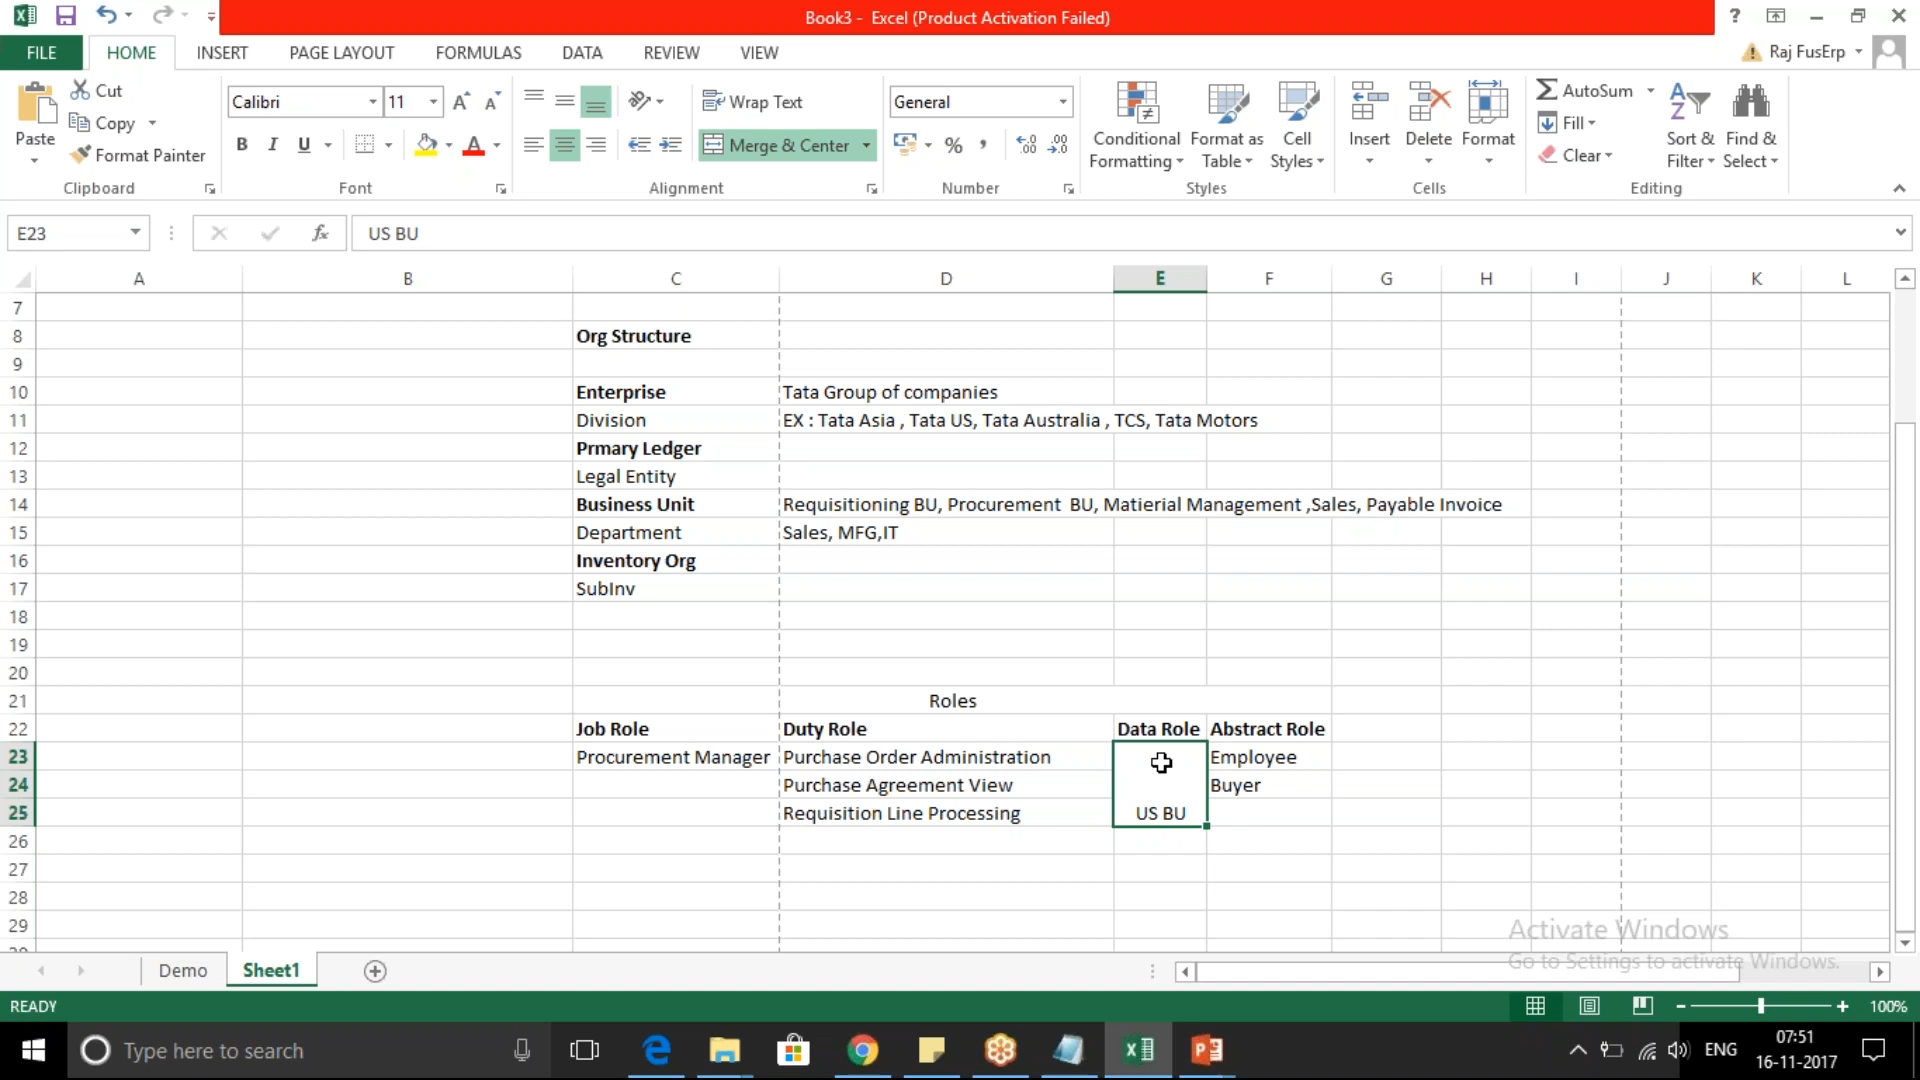 Book3 - Excel (Product Activation Failed)
?
FILE HOME INSERT PAGE LAYOUT FORMULAS DATA REVIEW VIEW
Raj FusErp
Paste
Cut
Copy
Format Painter
Clipboard
Calibri 11
B I U
Font
Wrap Text
Merge & Center
Alignment
General
%
Number
Conditional Formatting
Format as Table
Cell Styles
Styles
Insert
Delete
Format
Cells
AutoSum
Fill
Clear
Sort & Filter
Find & Select
Editing
E23
fx
US BU
A B C D E F G H I J K L
7
8 Org Structure
9
10 Enterprise Tata Group of companies
11 Division EX : Tata Asia , Tata US, Tata Australia , TCS, Tata Motors
12 Prmary Ledger
13 Legal Entity
14 Business Unit Requisitioning BU, Procurement BU, Matierial Management ,Sales, Payable Invoice
15 Department Sales, MFG,IT
16 Inventory Org
17 SubInv
18
19
20
21 Roles
22 Job Role Duty Role Data Role Abstract Role
23 Procurement Manager Purchase Order Administration Employee
24 Purchase Agreement View Buyer
25 Requisition Line Processing US BU
26
27
28
29
Activate Windows
Go to Settings to activate Windows.
Demo Sheet1
READY
100%
Type here to search
ENG
07:51
16-11-2017